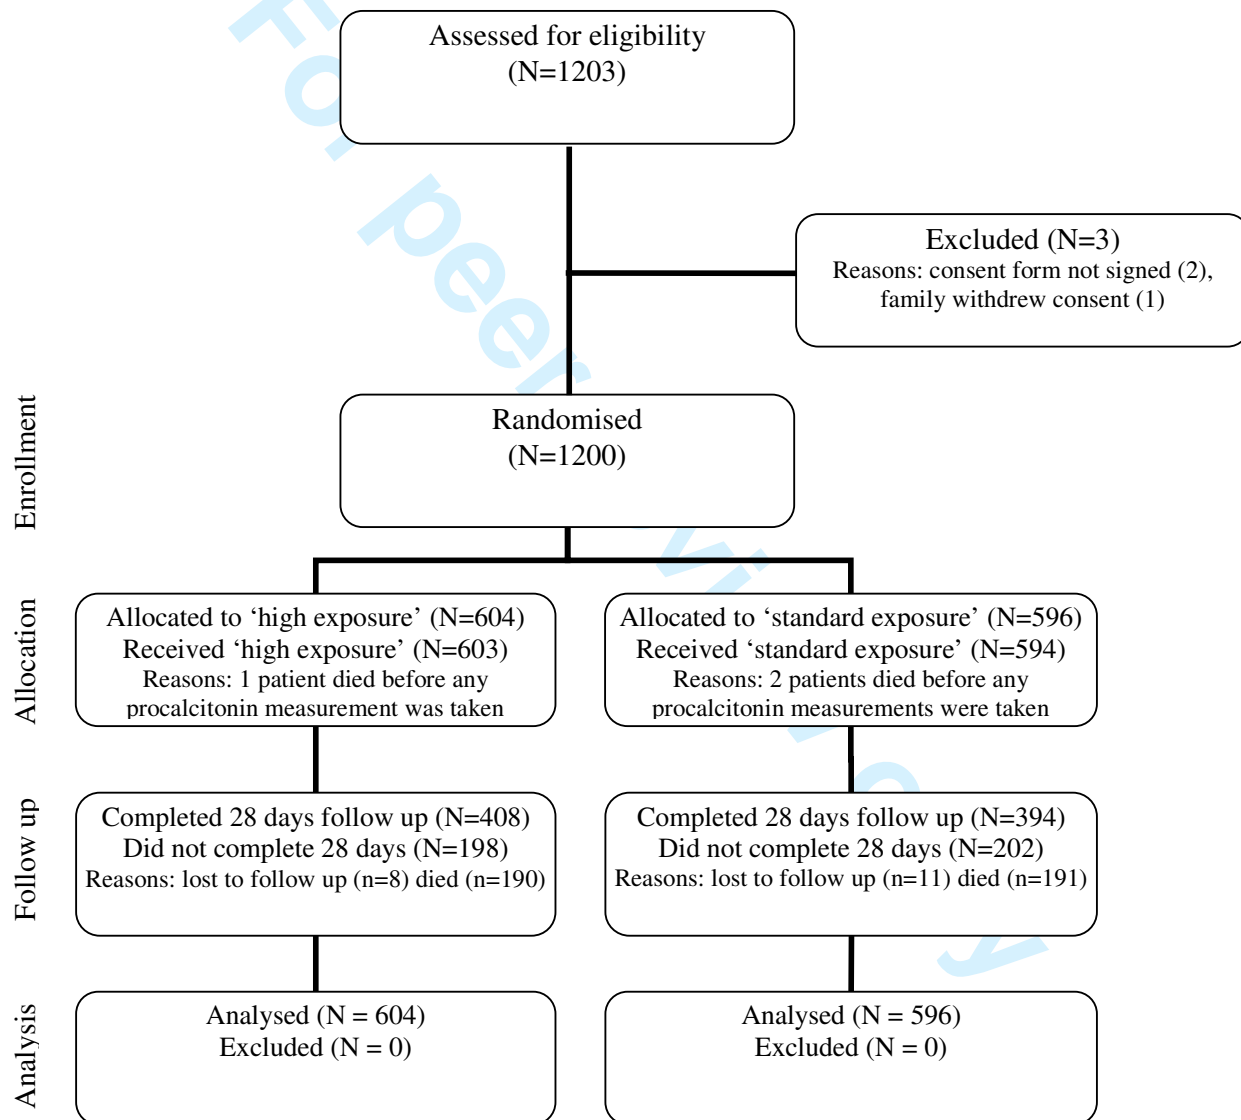 Assessed for eligibility
(N=1203)
Excluded (N=3)
Reasons: consent form not signed (2),
family withdrew consent (1)
Enrollment
Randomised
(N=1200)
Allocation
Allocated to ‘high exposure’ (N=604)
Received ‘high exposure’ (N=603)
Reasons: 1 patient died before any
procalcitonin measurement was taken
Allocated to ‘standard exposure’ (N=596)
Received ‘standard exposure’ (N=594)
Reasons: 2 patients died before any
procalcitonin measurements were taken
Follow up
Completed 28 days follow up (N=408)
Did not complete 28 days (N=198)
Reasons: lost to follow up (n=8) died (n=190)
Completed 28 days follow up (N=394)
Did not complete 28 days (N=202)
Reasons: lost to follow up (n=11) died (n=191)
Analysis
Analysed (N = 604)
Excluded (N = 0)
Analysed (N = 596)
Excluded (N = 0)
For peer